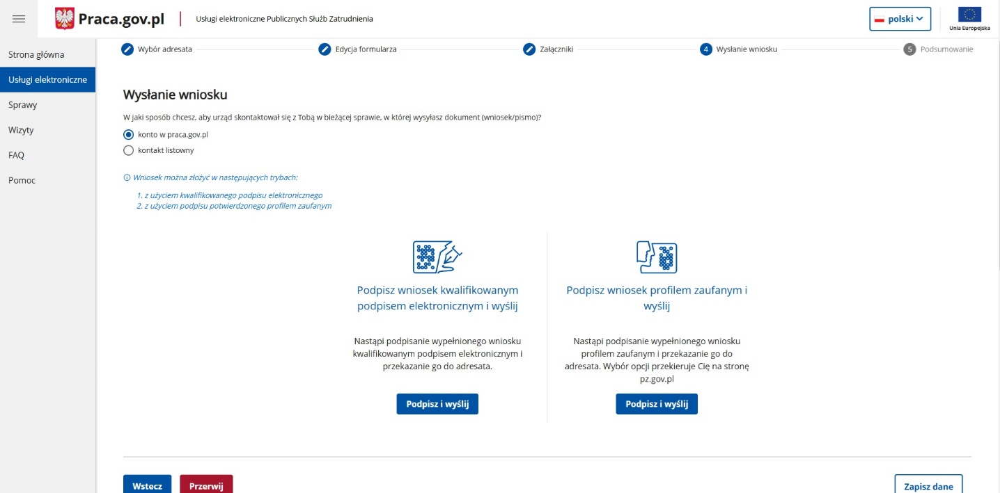 Praca.gov.pl
Usługi elektroniczne Publicznych Służb Zatrudnienia
polski
Unia Europejska
Strona główna
Usługi elektroniczne
Sprawy
Wizyty
FAQ
Pomoc
Wybór adresata
Edycja formularza
Załączniki
4 Wysłanie wniosku
5 Podsumowanie
Wysłanie wniosku
W jaki sposób chcesz, aby urząd skontaktował się z Tobą w bieżącej sprawie, w której wysyłasz dokument (wniosek/pismo)?
konto w praca.gov.pl
kontakt listowny
Wniosek można złożyć w następujących trybach:
1. z użyciem kwalifikowanego podpisu elektronicznego
2. z użyciem podpisu potwierdzonego profilem zaufanym
Podpisz wniosek kwalifikowanym
podpisem elektronicznym i wyślij
Nastąpi podpisanie wypełnionego wniosku
kwalifikowanym podpisem elektronicznym i
przekazanie go do adresata.
Podpisz i wyślij
Podpisz wniosek profilem zaufanym i
wyślij
Nastąpi podpisanie wypełnionego wniosku
profilem zaufanym i przekazanie go do
adresata. Wybór opcji przekieruje Cię na stronę
pz.gov.pl
Podpisz i wyślij
Wstecz
Przerwij
Zapisz dane